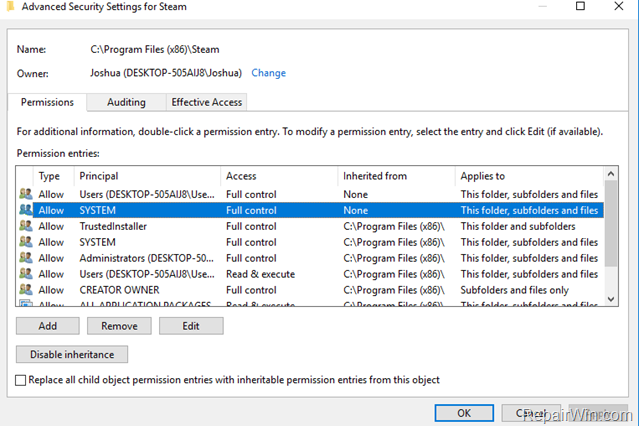 Advanced Security Settings for Steam
Name: C:\Program Files (x86)\Steam
Owner: Joshua (DESKTOP-505AIJ8\Joshua) Change
Permissions Auditing Effective Access
For additional information, double-click a permission entry. To modify a permission entry, select the entry and click Edit (if available).
Permission entries:
Type Principal Access Inherited from Applies to
Allow Users (DESKTOP-505AIJ8\Use... Full control None This folder, subfolders and files
Allow SYSTEM Full control None This folder, subfolders and files
Allow TrustedInstaller Full control C:\Program Files (x86)\ This folder and subfolders
Allow SYSTEM Full control C:\Program Files (x86)\ This folder, subfolders and files
Allow Administrators (DESKTOP-50... Full control C:\Program Files (x86)\ This folder, subfolders and files
Allow Users (DESKTOP-505AIJ8\Use... Read & execute C:\Program Files (x86)\ This folder, subfolders and files
Allow CREATOR OWNER Full control C:\Program Files (x86)\ Subfolders and files only
Allow ALL APPLICATION PACKAGES Read & execute C:\Program Files (x86)\ This folder, subfolders and files
Add Remove Edit
Disable inheritance
Replace all child object permission entries with inheritable permission entries from this object
OK Cancel
RepairWin.com